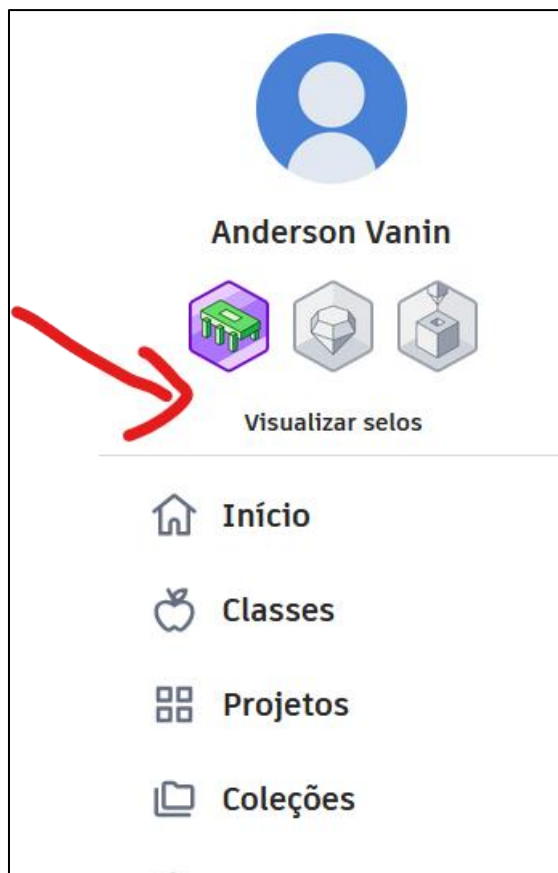 Anderson Vanin
Visualizar selos
Início
Classes
Projetos
Coleções